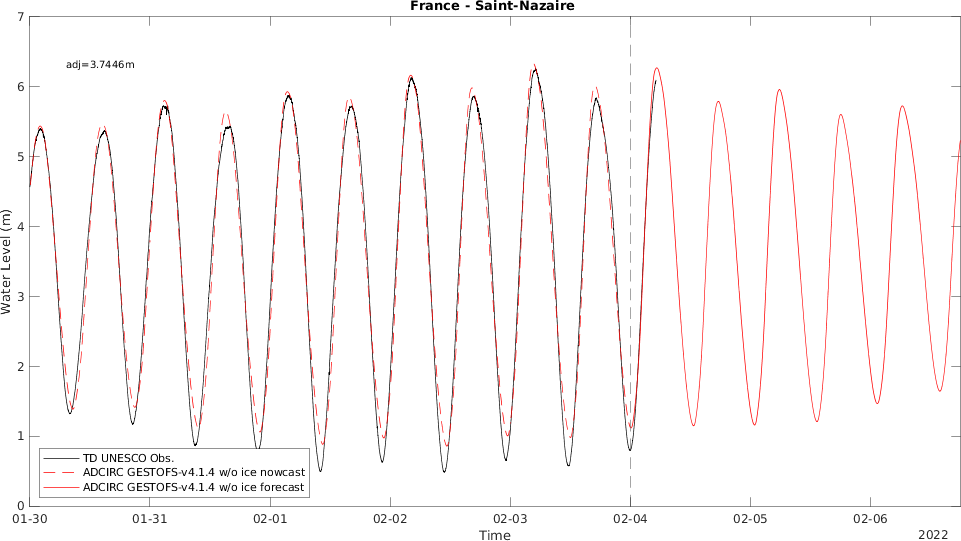 France - Saint-Nazaire
7
adj=3.7446m
6
5
4
Water Level (m)
3
2
1
TD UNESCO Obs.
ADCIRC GESTOFS-v4.1.4 w/o ice nowcast
ADCIRC GESTOFS-v4.1.4 w/o ice forecast
0
01-30 01-31 02-01 02-02 02-03 02-04 02-05 02-06
Time
2022